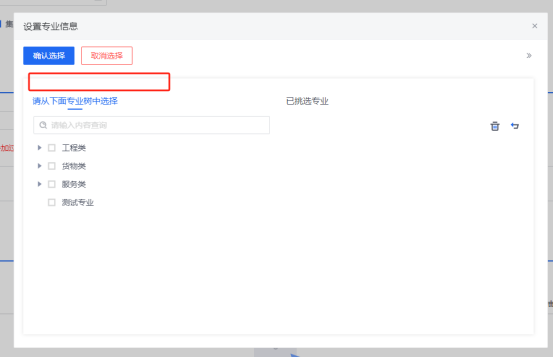 设置专业信息
确认选择 取消选择
请从下面专业树中选择 已挑选专业
请输入内容查询
工程类
货物类
服务类
测试专业